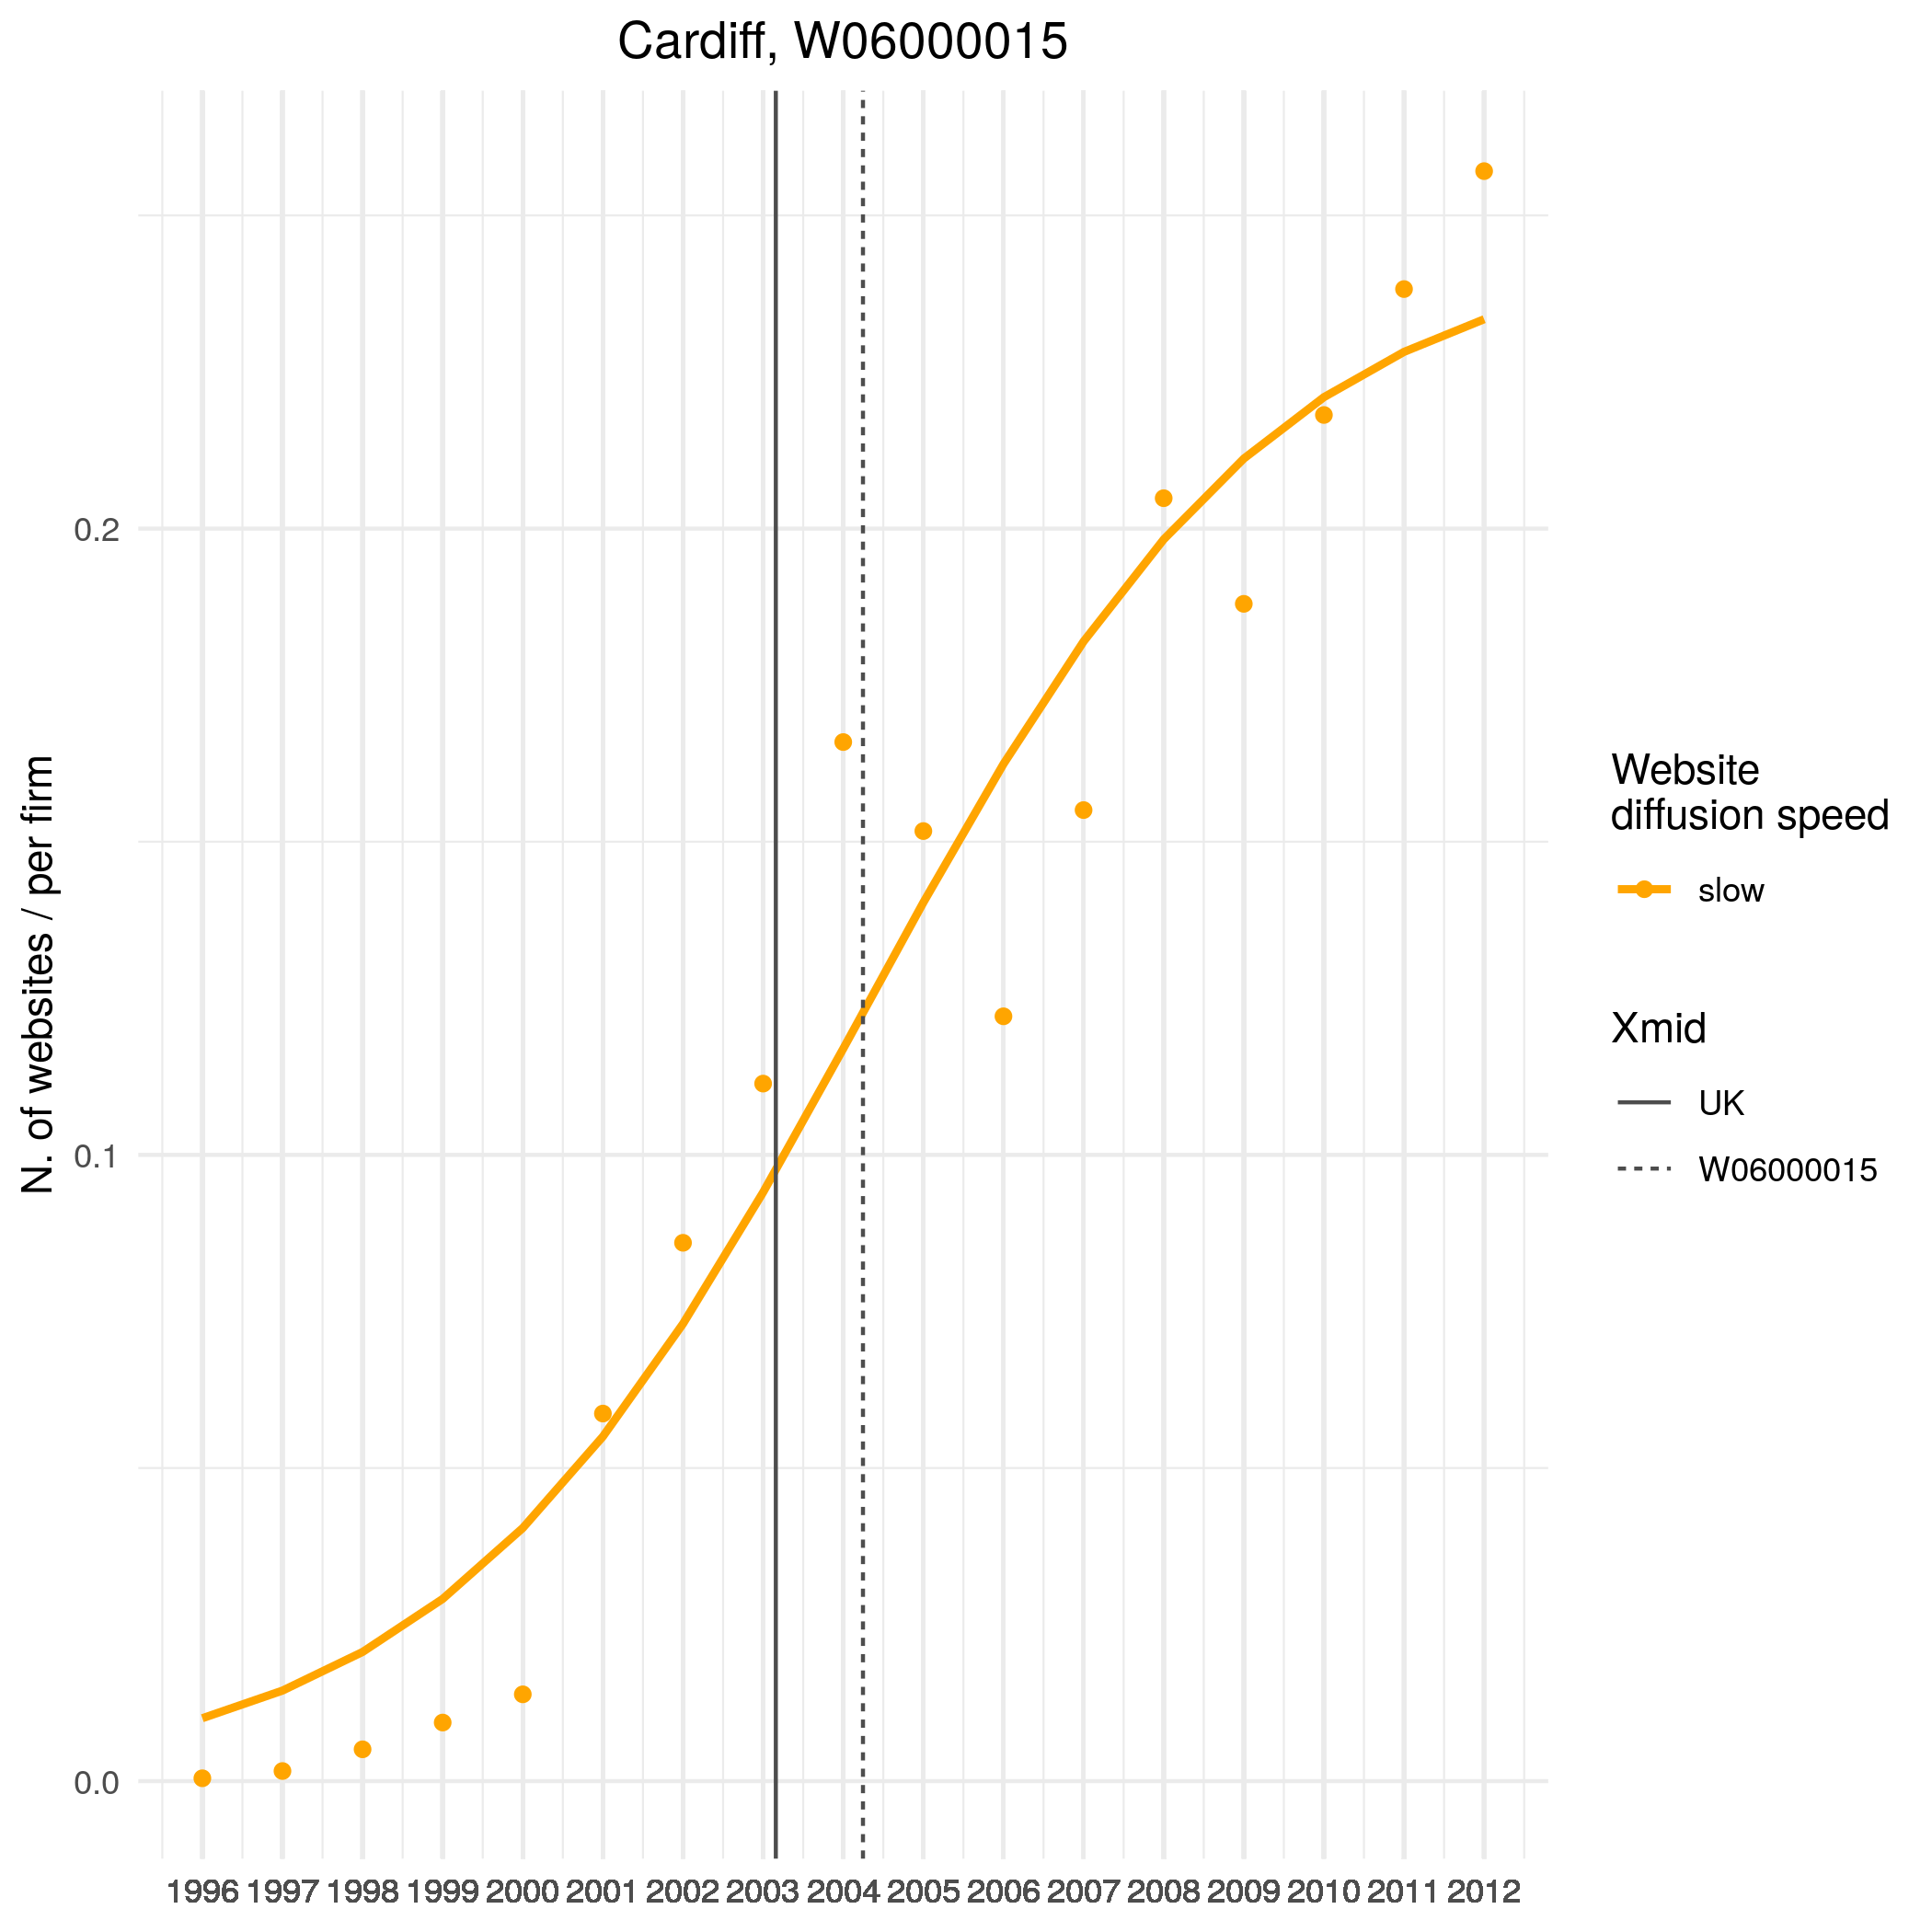 Cardiff, W06000015
N. of websites / per firm
0.2
0.1
0.0
1996 1997 1998 1999 2000 2001 2002 2003 2004 2005 2006 2007 2008 2009 2010 2011 2012
Website
diffusion speed
slow
Xmid
UK
W06000015